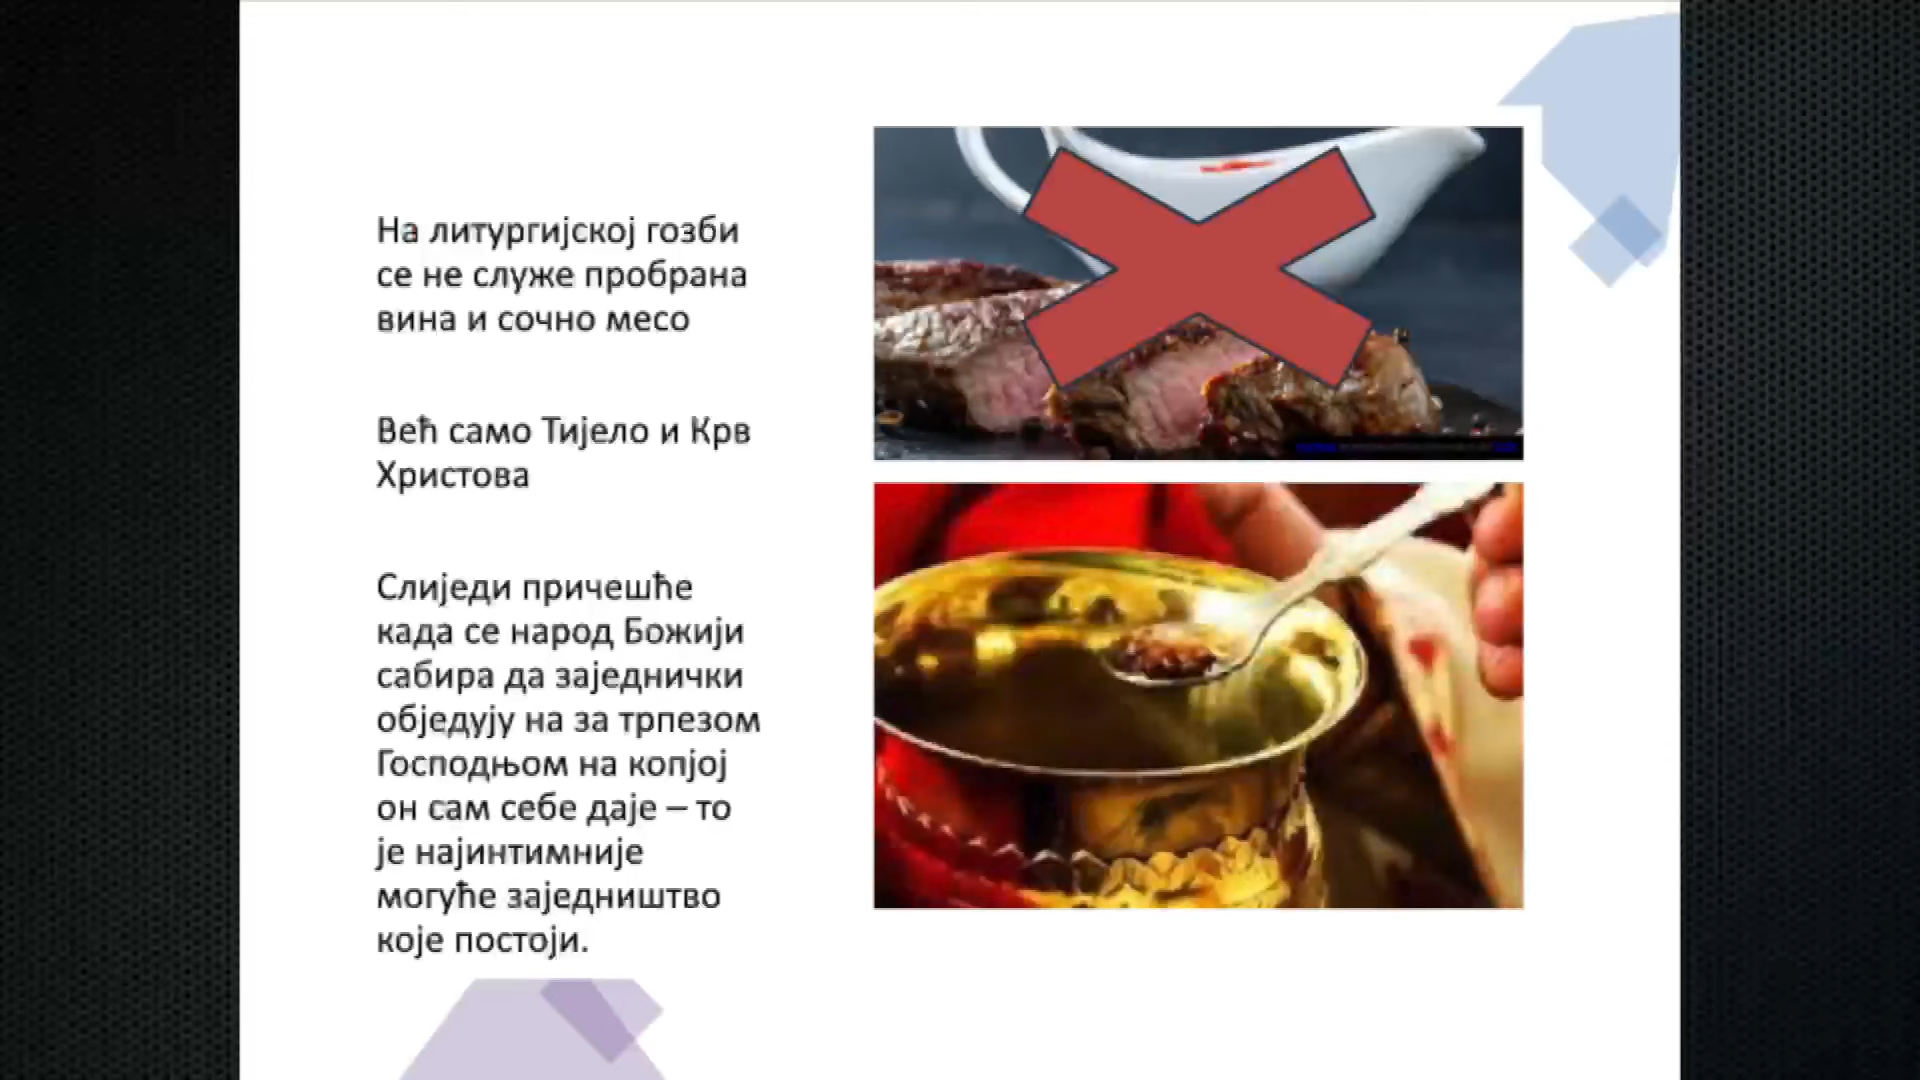 На литургијској гозби
се не служе пробрана
вина и сочно месо
Већ само Тијело и Крв
Христова
Слиједи причешће
када се народ Божији
сабира да заједнички
обједују на за трпезом
Господњом на копјој
он сам себе даје – то
је најинтимније
могуће заједништво
које постоји.